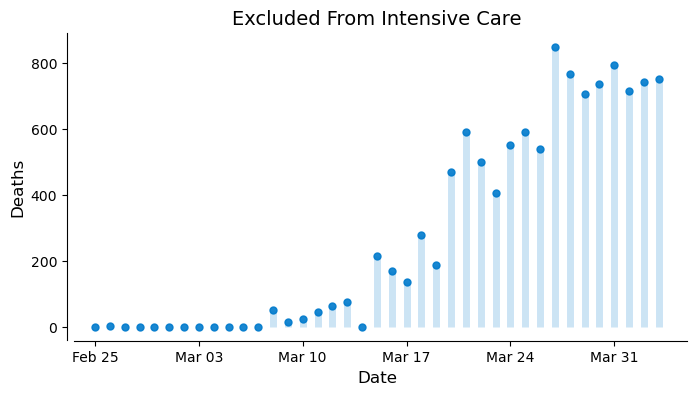 Excluded From Intensive Care
Deaths
800
600
400
200
0
Feb 25
Mar 03
Mar 10
Mar 17
Mar 24
Mar 31
Date